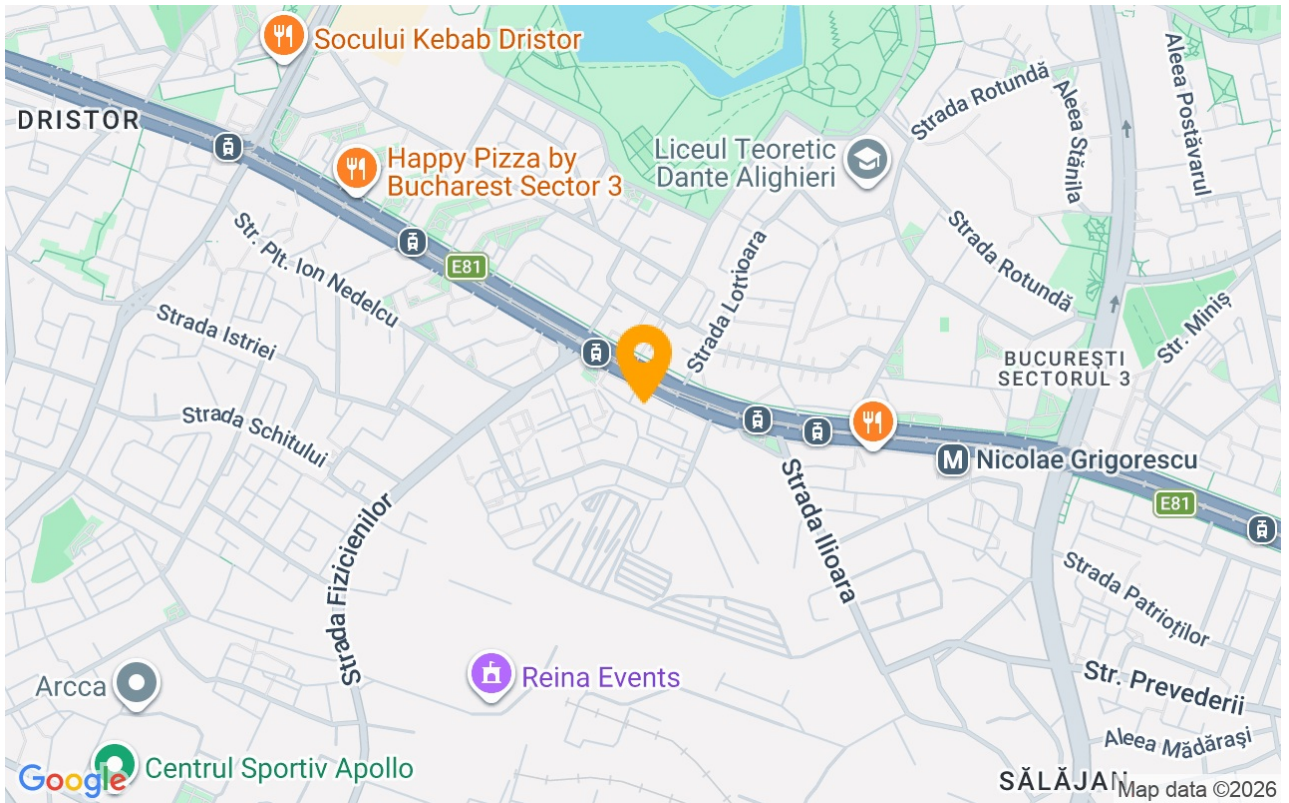 Socului Kebab Dristor
DRISTOR
Happy Pizza by
Bucharest Sector 3
Liceul Teoretic
Dante Alighieri
Strada Rotundă
Aleea Stănila
Aleea Postăvarul
Str. Plt. Ion Nedelcu
E81
Strada Lotrioara
Strada Rotundă
Str. Miniș
Strada Istriei
BUCUREȘTI
SECTORUL 3
Strada Schitului
M
Nicolae Grigorescu
E81
Strada Fizicienilor
Strada Ilioara
Strada Patrioților
Reina Events
Arcca
Str. Prevederii
Aleea Mădărași
Google
Centrul Sportiv Apollo
SĂLĂJAN
Map data ©2026